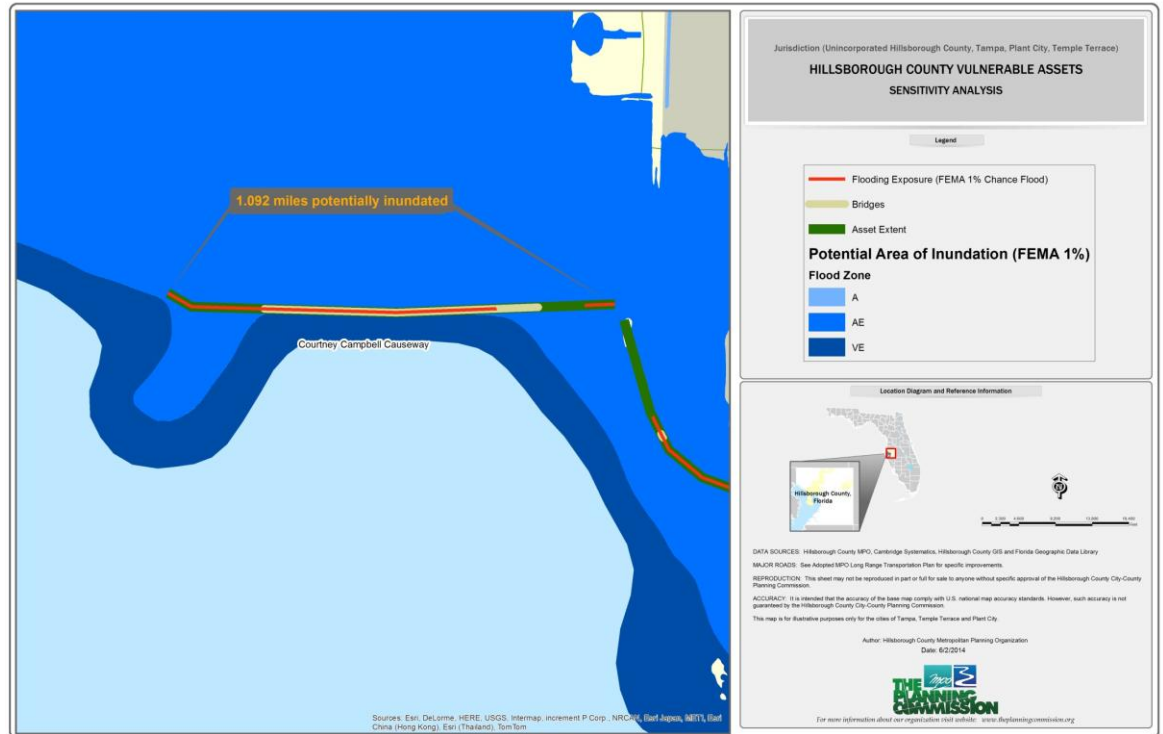 1.092 miles potentially inundated
Courtney Campbell Causeway
Sources: Esri, DeLorme, HERE, USGS, Intermap, increment P Corp., NRCAN, Esri Japan, METI, Esri
China (Hong Kong), Esri (Thailand), TomTom
Jurisdiction (Unincorporated Hillsborough County, Tampa, Plant City, Temple Terrace)
HILLSBOROUGH COUNTY VULNERABLE ASSETS
SENSITIVITY ANALYSIS
Legend
Flooding Exposure (FEMA 1% Chance Flood)
Bridges
Asset Extent
Potential Area of Inundation (FEMA 1%)
Flood Zone
A
AE
VE
Location Diagram and Reference Information
Hillsborough County,
Florida
DATA SOURCES: Hillsborough County MPO, Cambridge Systematics, Hillsborough County GIS and Florida Geographic Data Library
MAJOR ROADS: See Adopted MPO Long Range Transportation Plan for specific improvements.
REPRODUCTION: This sheet may not be reproduced in part or full for sale to anyone without specific approval of the Hillsborough County City-County
Planning Commission.
ACCURACY: It is intended that the accuracy of the base map comply with U.S. national map accuracy standards. However, such accuracy is not
guaranteed by the Hillsborough County City-County Planning Commission.
This map is for illustrative purposes only for the cities of Tampa, Temple Terrace and Plant City.
Author: Hillsborough County Metropolitan Planning Organization
Date: 6/2/2014
mpo
THE
PLANNING
COMMISSION
For more information about our organization visit website: www.theplanningcommission.org